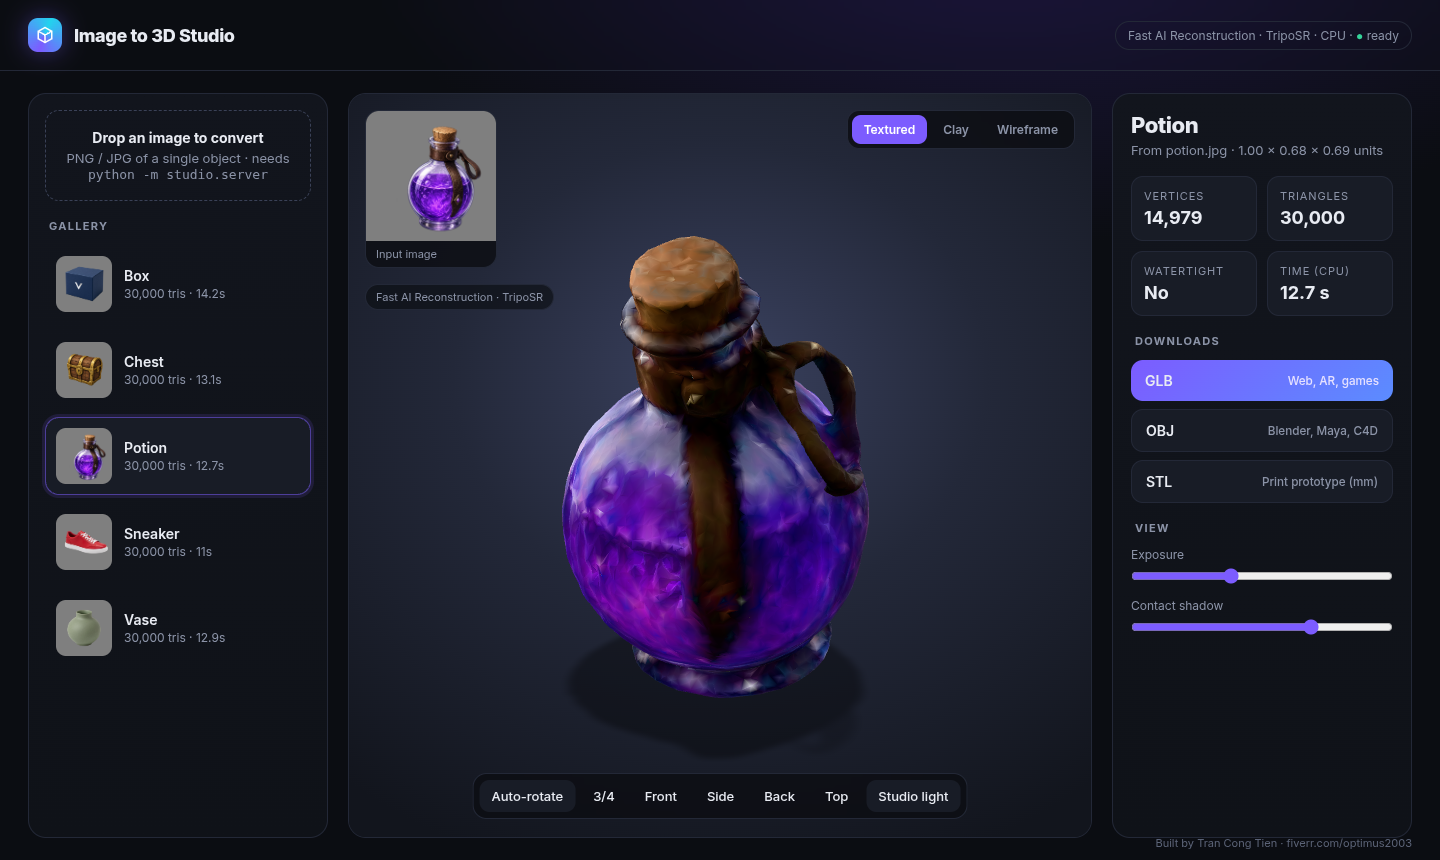 Image to 3D Studio
Fast AI Reconstruction · TripoSR · CPU · ready
Drop an image to convert
PNG / JPG of a single object · needs
python -m studio.server
GALLERY
Box
30,000 tris · 14.2s
Chest
30,000 tris · 13.1s
Potion
30,000 tris · 12.7s
Sneaker
30,000 tris · 11s
Vase
30,000 tris · 12.9s
Input image
Fast AI Reconstruction · TripoSR
Textured
Clay
Wireframe
Auto-rotate
3/4
Front
Side
Back
Top
Studio light
Potion
From potion.jpg · 1.00 × 0.68 × 0.69 units
VERTICES
14,979
TRIANGLES
30,000
WATERTIGHT
No
TIME (CPU)
12.7 s
DOWNLOADS
GLB
Web, AR, games
OBJ
Blender, Maya, C4D
STL
Print prototype (mm)
VIEW
Exposure
Contact shadow
Built by Tran Cong Tien · fiverr.com/optimus2003